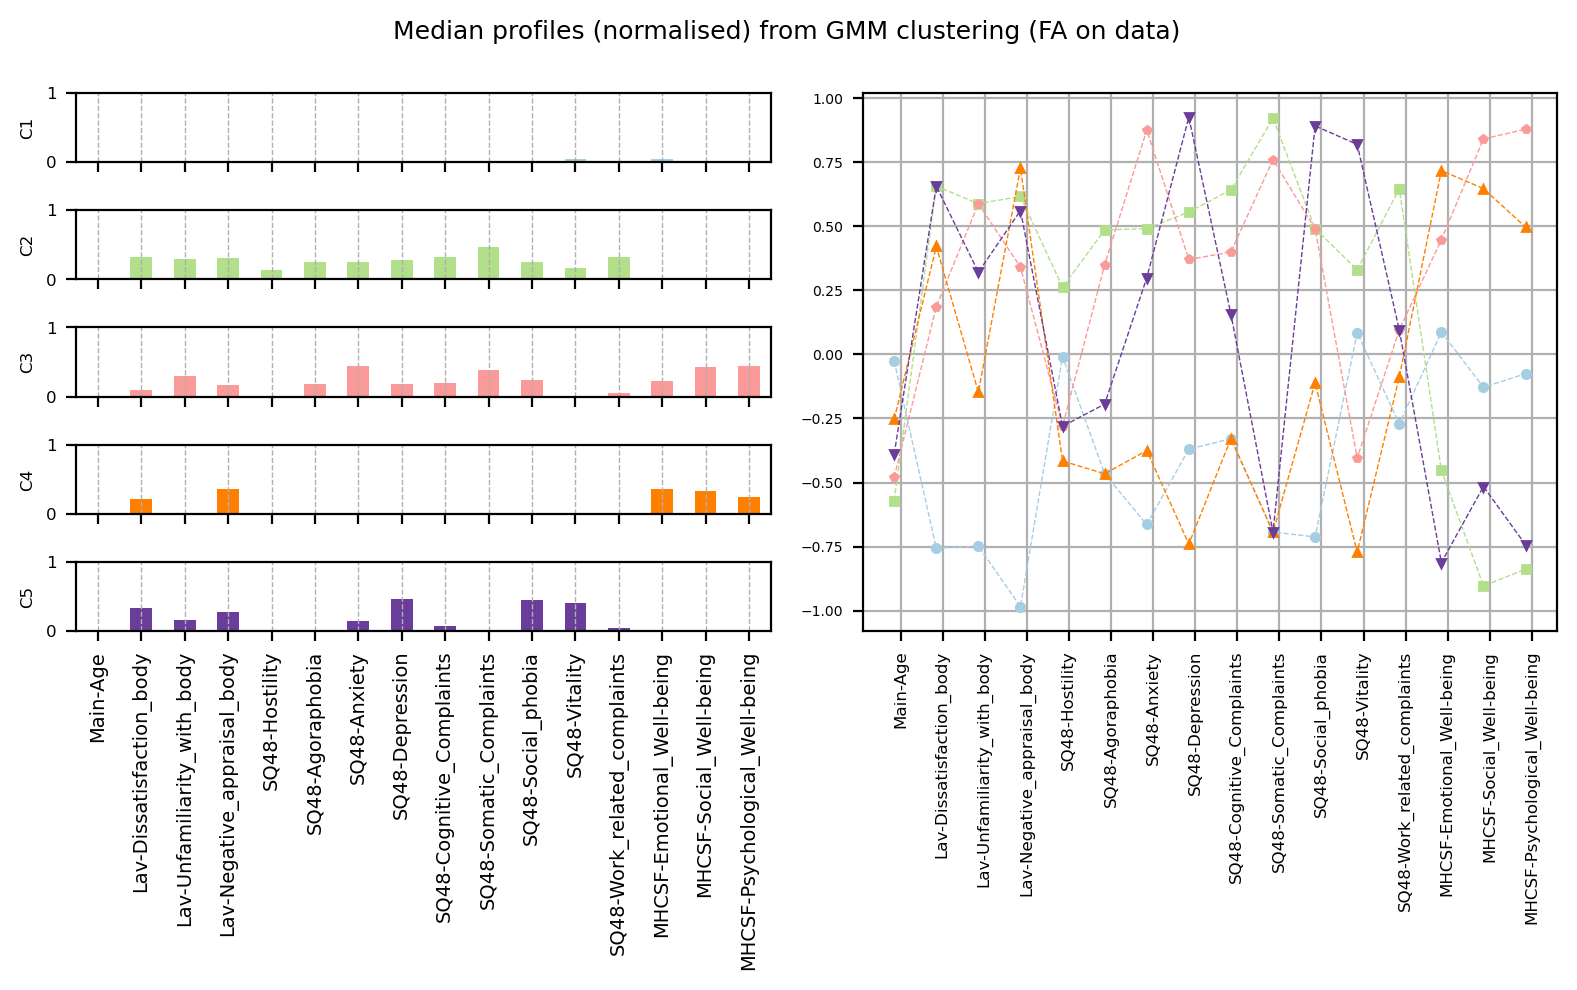 Median profiles (normalised) from GMM clustering (FA on data)
1
0
C1
1
0
C2
1
0
C3
1
0
C4
1
0
C5
Main-Age
Lav-Dissatisfaction_body
Lav-Unfamiliarity_with_body
Lav-Negative_appraisal_body
SQ48-Hostility
SQ48-Agoraphobia
SQ48-Anxiety
SQ48-Depression
SQ48-Cognitive_Complaints
SQ48-Somatic_Complaints
SQ48-Social_phobia
SQ48-Vitality
SQ48-Work_related_complaints
MHCSF-Emotional_Well-being
MHCSF-Social_Well-being
MHCSF-Psychological_Well-being
1.00
0.75
0.50
0.25
0.00
−0.25
−0.50
−0.75
−1.00
Main-Age
Lav-Dissatisfaction_body
Lav-Unfamiliarity_with_body
Lav-Negative_appraisal_body
SQ48-Hostility
SQ48-Agoraphobia
SQ48-Anxiety
SQ48-Depression
SQ48-Cognitive_Complaints
SQ48-Somatic_Complaints
SQ48-Social_phobia
SQ48-Vitality
SQ48-Work_related_complaints
MHCSF-Emotional_Well-being
MHCSF-Social_Well-being
MHCSF-Psychological_Well-being